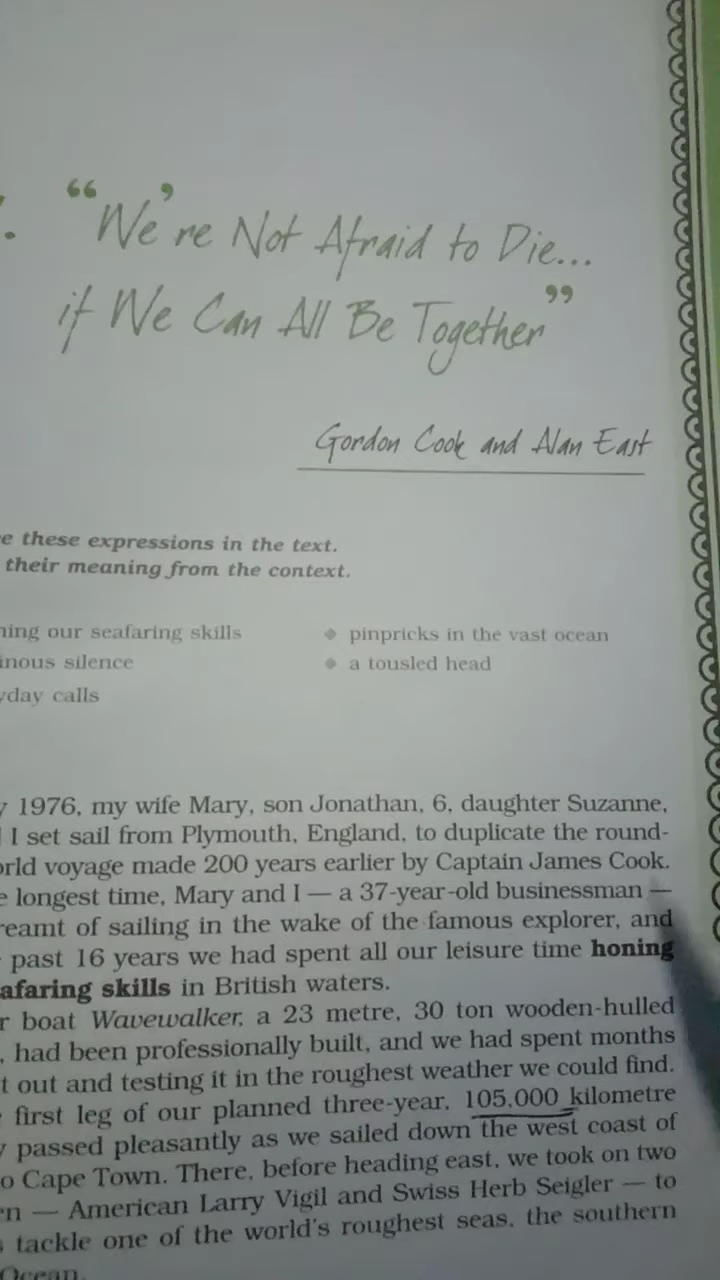 “We’re Not Afraid to Die...
if We Can All Be Together”
Gordon Cook and Alan East
these expressions in the text.
their meaning from the context.
our seafaring skills
◆ pinpricks in the vast ocean
silence
◆ a tousled head
calls
1976, my wife Mary, son Jonathan, 6, daughter Suzanne,
I set sail from Plymouth, England, to duplicate the round-
voyage made 200 years earlier by Captain James Cook.
longest time, Mary and I — a 37-year-old businessman —
of sailing in the wake of the famous explorer, and
past 16 years we had spent all our leisure time honing
skills in British waters.
boat Wavewalker, a 23 metre, 30 ton wooden-hulled
, had been professionally built, and we had spent months
out and testing it in the roughest weather we could find.
first leg of our planned three-year, 105,000 kilometre
passed pleasantly as we sailed down the west coast of
Cape Town. There, before heading east, we took on two
— American Larry Vigil and Swiss Herb Seigler — to
tackle one of the world’s roughest seas, the southern
Ocean.